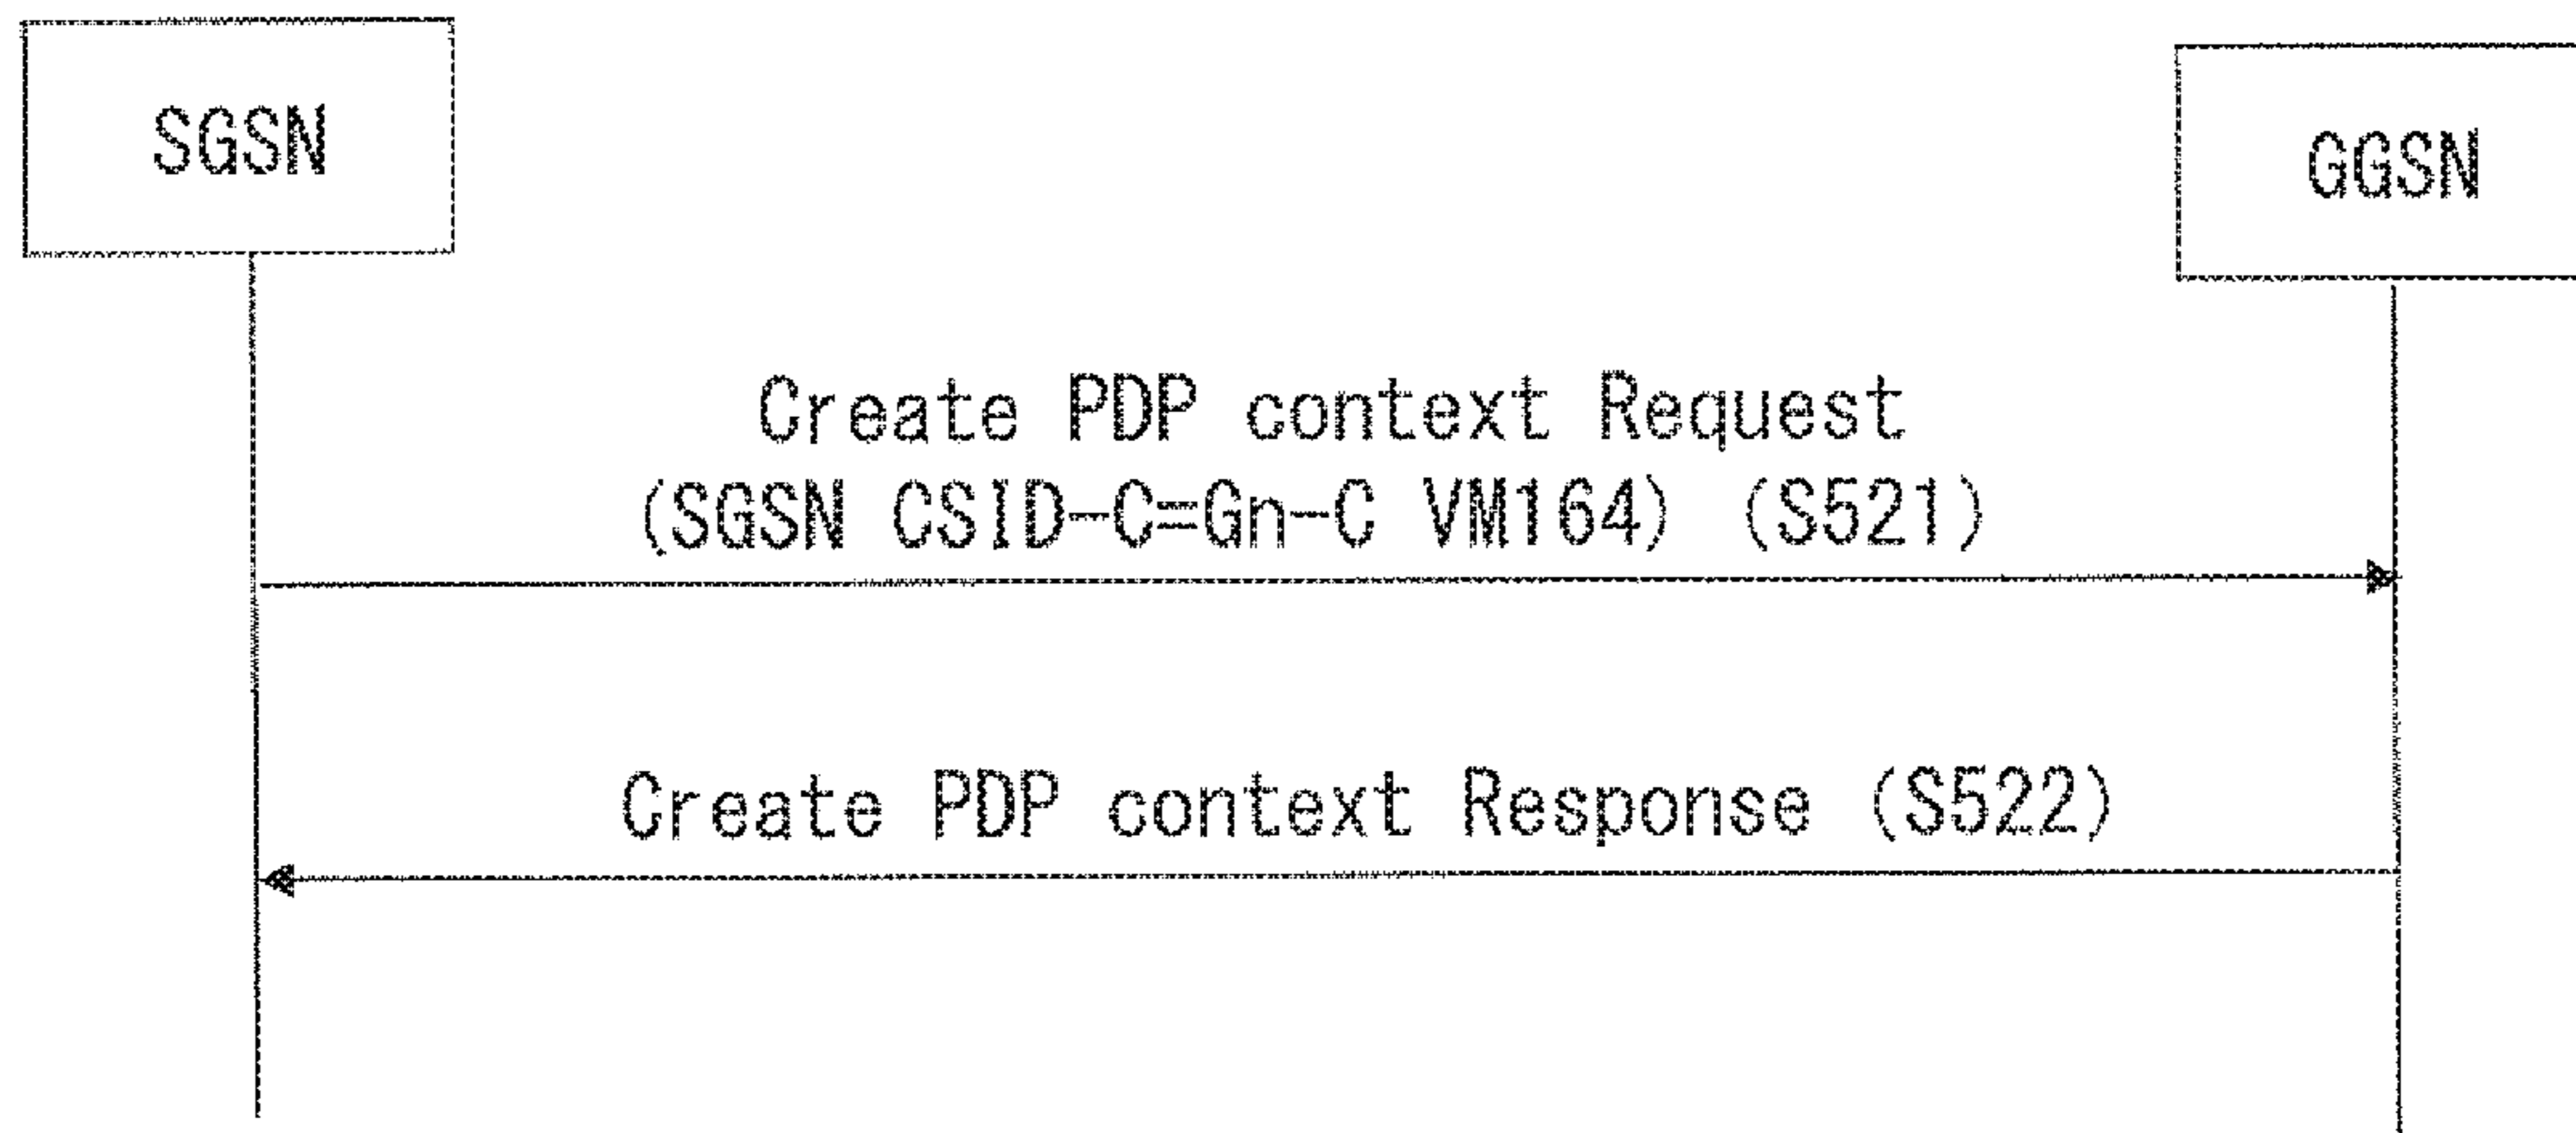 SGSN
GGSN
Create PDP context Request
(SGSN CSID-C=Gn-C VM164) (S521)
Create PDP context Response (S522)